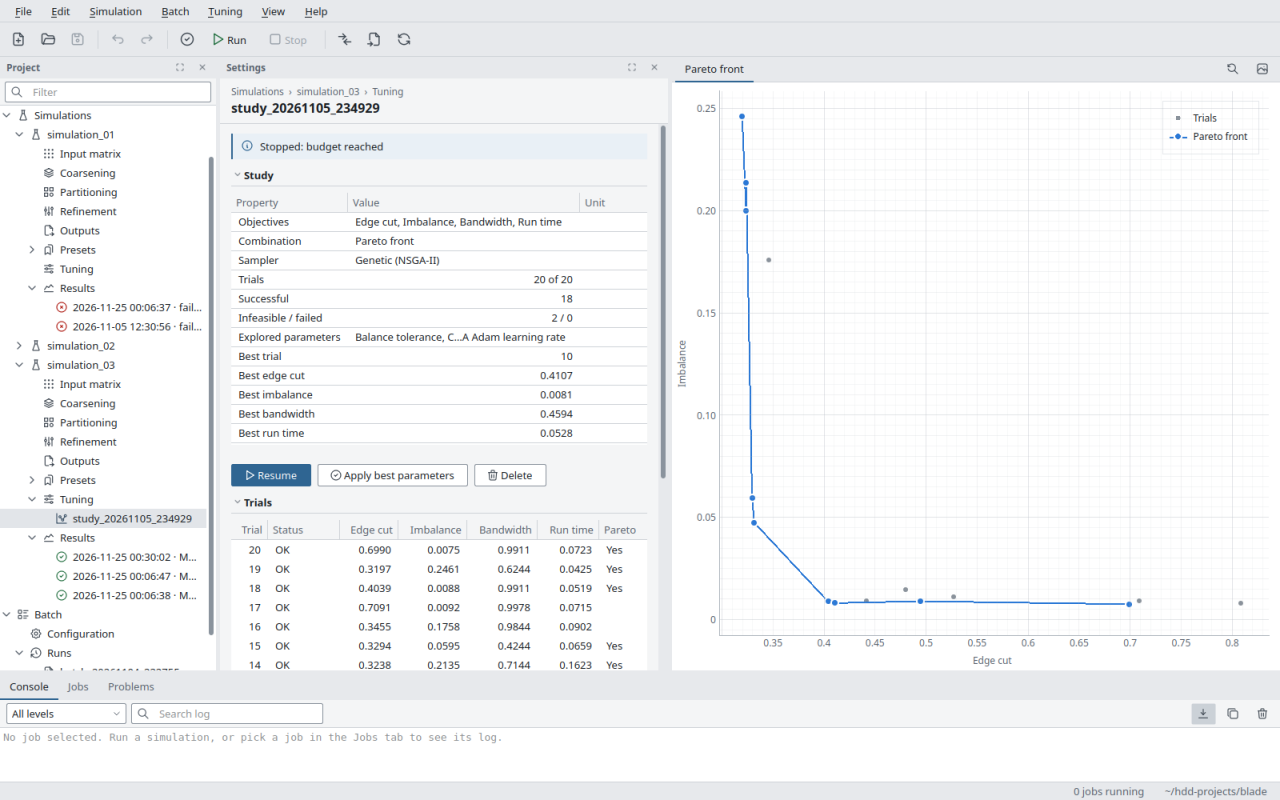 File Edit Simulation Batch Tuning View Help
Run Stop
Project
Filter
Simulations
simulation_01
Input matrix
Coarsening
Partitioning
Refinement
Outputs
Presets
Tuning
Results
2026-11-25 00:06:37 · fail...
2026-11-05 12:30:56 · fail...
simulation_02
simulation_03
Input matrix
Coarsening
Partitioning
Refinement
Outputs
Presets
Tuning
study_20261105_234929
Results
2026-11-25 00:30:02 · M...
2026-11-25 00:06:47 · M...
2026-11-25 00:06:38 · M...
Batch
Configuration
Runs
Settings
Simulations › simulation_03 › Tuning
study_20261105_234929
Stopped: budget reached
Study
Property Value Unit
Objectives Edge cut, Imbalance, Bandwidth, Run time
Combination Pareto front
Sampler Genetic (NSGA-II)
Trials 20 of 20
Successful 18
Infeasible / failed 2 / 0
Explored parameters Balance tolerance, C...A Adam learning rate
Best trial 10
Best edge cut 0.4107
Best imbalance 0.0081
Best bandwidth 0.4594
Best run time 0.0528
Resume Apply best parameters Delete
Trials
Trial Status Edge cut Imbalance Bandwidth Run time Pareto
20 OK 0.6990 0.0075 0.9911 0.0723 Yes
19 OK 0.3197 0.2461 0.6244 0.0425 Yes
18 OK 0.4039 0.0088 0.9911 0.0519 Yes
17 OK 0.7091 0.0092 0.9978 0.0715
16 OK 0.3455 0.1758 0.9844 0.0902
15 OK 0.3294 0.0595 0.4244 0.0659 Yes
14 OK 0.3238 0.2135 0.7144 0.1623 Yes
Pareto front
Trials
Pareto front
0.25
0.20
0.15
0.10
0.05
0
Imbalance
0.35 0.4 0.45 0.5 0.55 0.6 0.65 0.7 0.75 0.8
Edge cut
Console Jobs Problems
All levels Search log
No job selected. Run a simulation, or pick a job in the Jobs tab to see its log.
0 jobs running ~/hdd-projects/blade